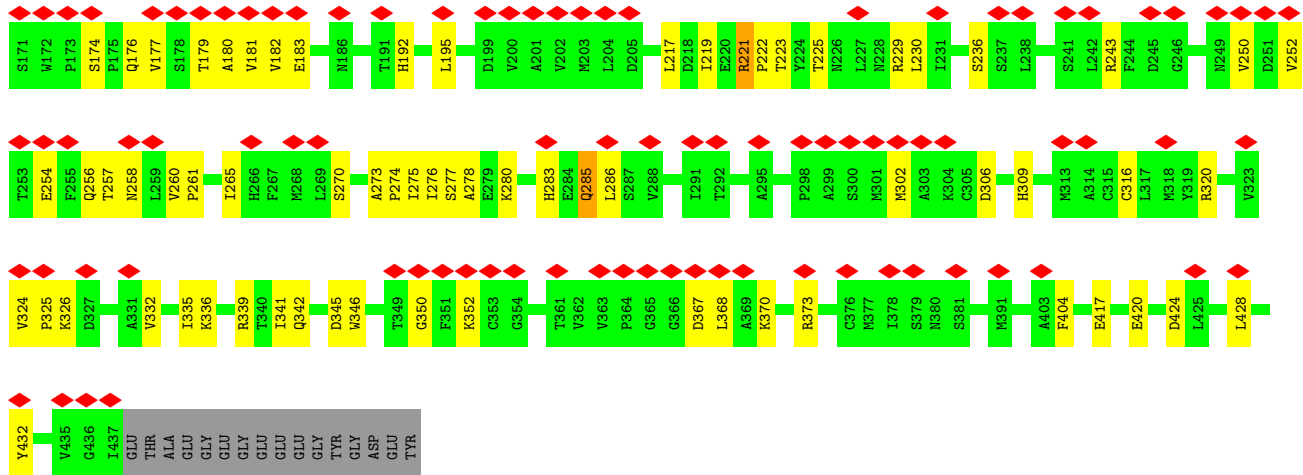 S171 W172 P173 S174 P175 Q176 V177 S178 T179 A180 V181 V182 E183 N186 T191 H192 L195 D199 V200 A201 V202 M203 L204 D205 L217 D218 I219 E220 R221 P222 T223 Y224 T225 N226 L227 N228 R229 L230 I231 S236 S237 L238 S241 L242 R243 F244 D245 G246 N249 V250 D251 V252
T253 E254 F255 Q256 T257 N258 L259 V260 P261 I265 H266 F267 M268 L269 S270 A273 P274 I275 I276 S277 A278 E279 K280 H283 E284 Q285 L286 S287 V288 I291 T292 A295 P298 A299 S300 M301 M302 A303 K304 C305 D306 H309 M313 A314 C315 C316 L317 M318 Y319 R320 V323
V324 P325 K326 D327 A331 V332 I335 K336 R339 T340 I341 Q342 D345 W346 T349 G350 F351 K352 C353 G354 T361 V362 V363 P364 G365 G366 D367 L368 A369 K370 R373 C376 M377 I378 S379 N380 S381 M391 A403 F404 E417 E420 D424 L425 L428
Y432 V435 G436 I437 GLU THR ALA GLU GLY GLU GLY GLU GLU GLU GLY TYR GLY ASP GLU TYR